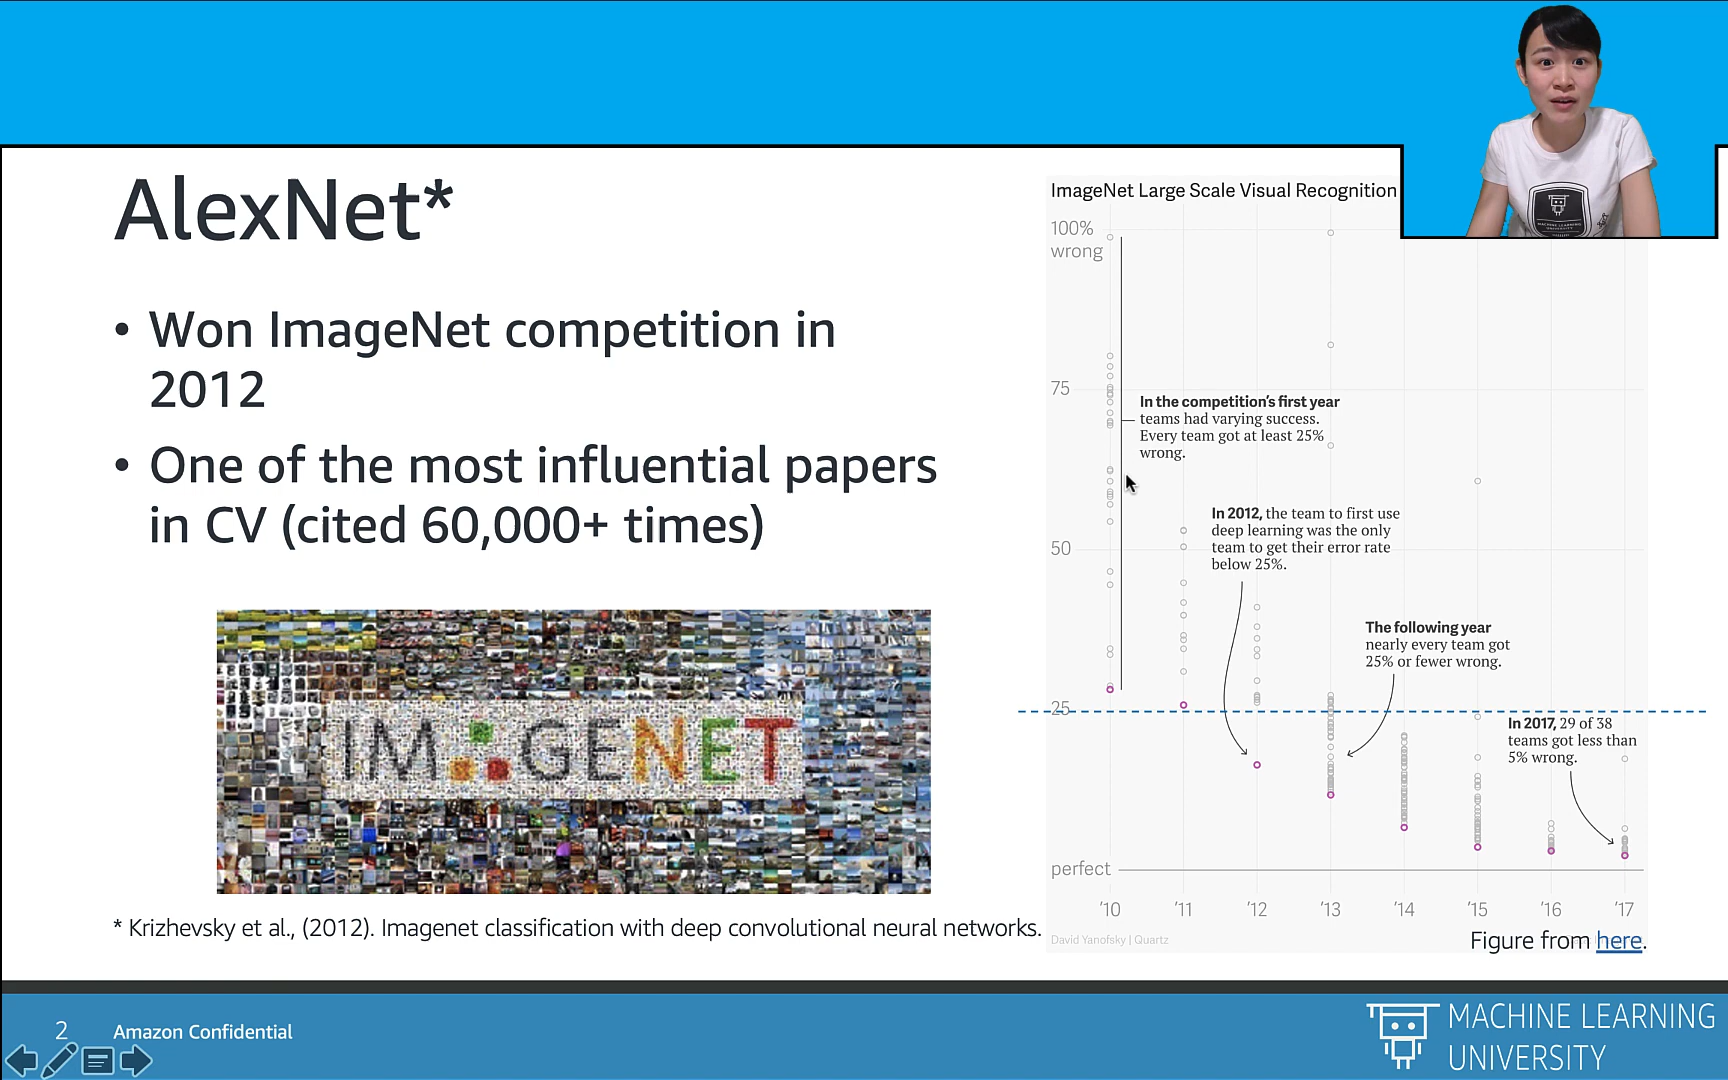 AlexNet*
• Won ImageNet competition in
2012
• One of the most influential papers
in CV (cited 60,000+ times)
IMAGENET
* Krizhevsky et al., (2012). Imagenet classification with deep convolutional neural networks.
ImageNet Large Scale Visual Recognition
100%
wrong
75
50
25
perfect
In the competition's first year
teams had varying success.
Every team got at least 25%
wrong.
In 2012, the team to first use
deep learning was the only
team to get their error rate
below 25%.
The following year
nearly every team got
25% or fewer wrong.
In 2017, 29 of 38
teams got less than
5% wrong.
'10 '11 '12 '13 '14 '15 '16 '17
David Yanofsky | Quartz
Figure from here.
2 Amazon Confidential
MACHINE LEARNING
UNIVERSITY
MACHINE LEARNING
UNIVERSITY